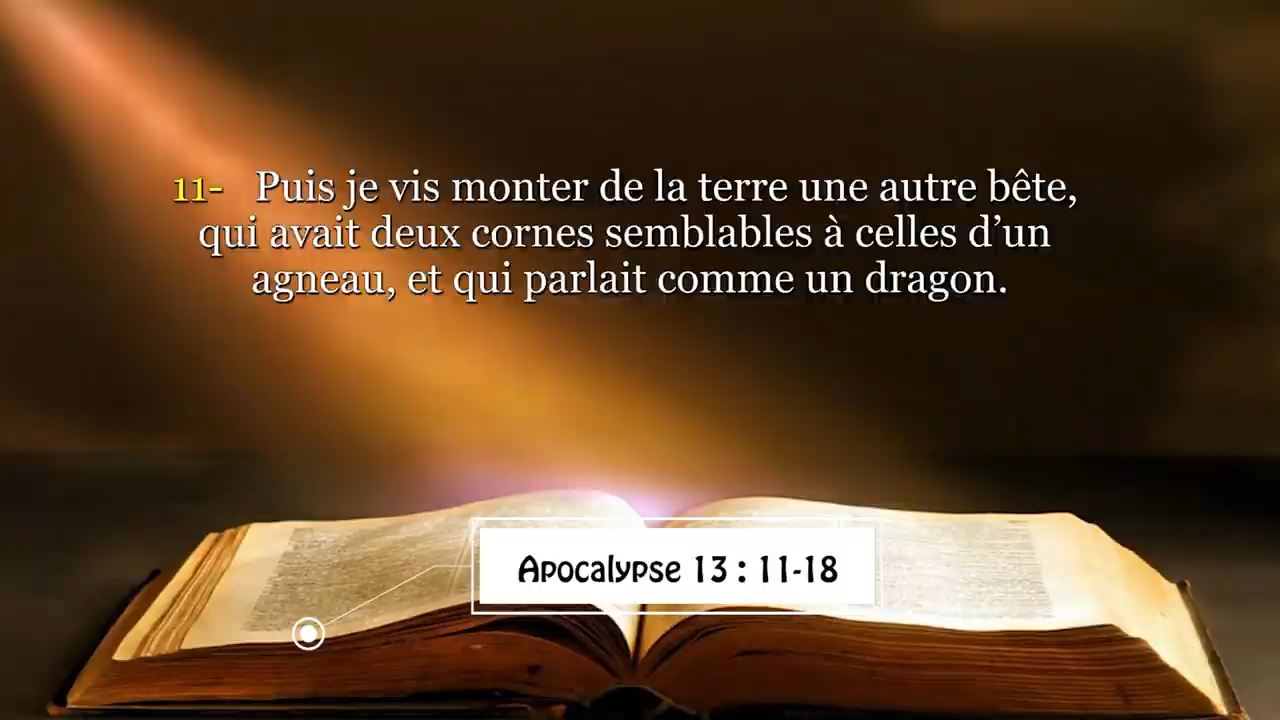 11- Puis je vis monter de la terre une autre bête,
qui avait deux cornes semblables à celles d’un
agneau, et qui parlait comme un dragon.
Apocalypse 13 : 11-18